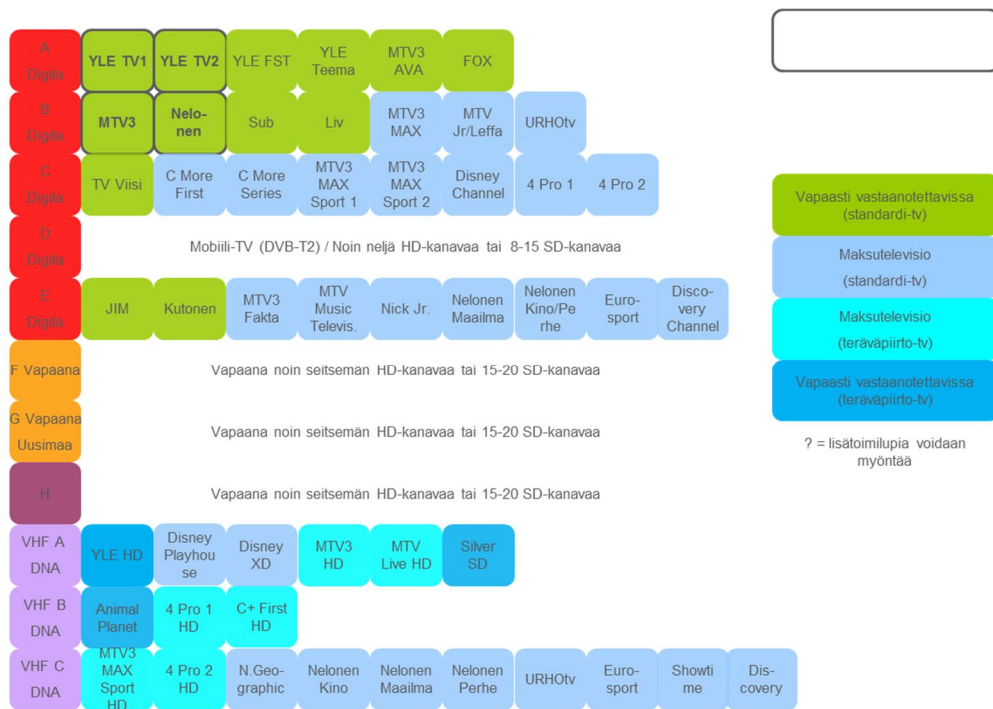 A
Digita
YLE TV1
YLE TV2
YLE FST
YLE
Teema
MTV3
AVA
FOX
B
Digita
MTV3
Nelo-
nen
Sub
Liv
MTV3
MAX
MTV
Jr/Leffa
URHOtv
C
Digita
TV Viisi
C More
First
C More
Series
MTV3
MAX
Sport 1
MTV3
MAX
Sport 2
Disney
Channel
4 Pro 1
4 Pro 2
D
Digita
Mobiili-TV (DVB-T2) / Noin neljä HD-kanavaa tai 8-15 SD-kanavaa
E
Digita
JIM
Kutonen
MTV3
Fakta
MTV
Music
Televis.
Nick Jr.
Nelonen
Maailma
Nelonen
Kino/Pe
rhe
Euro-
sport
Disco-
very
Channel
F Vapaana
Vapaana noin seitsemän HD-kanavaa tai 15-20 SD-kanavaa
G Vapaana
Uusimaa
Vapaana noin seitsemän HD-kanavaa tai 15-20 SD-kanavaa
H
Vapaana noin seitsemän HD-kanavaa tai 15-20 SD-kanavaa
VHF A
DNA
YLE HD
Disney
Playhou
se
Disney
XD
MTV3
HD
MTV
Live HD
Silver
SD
VHF B
DNA
Animal
Planet
4 Pro 1
HD
C+ First
HD
VHF C
DNA
MTV3
MAX
Sport
HD
4 Pro 2
HD
N.Geo-
graphic
Nelonen
Kino
Nelonen
Maailma
Nelonen
Perhe
URHOtv
Euro-
sport
Showti
me
Dis-
covery
Vapaasti vastaanotettavissa
(standardi-tv)
Maksutelevisio
(standardi-tv)
Maksutelevisio
(teräväpiirto-tv)
Vapaasti vastaanotettavissa
(teräväpiirto-tv)
? = lisätoimilupia voidaan
myöntää